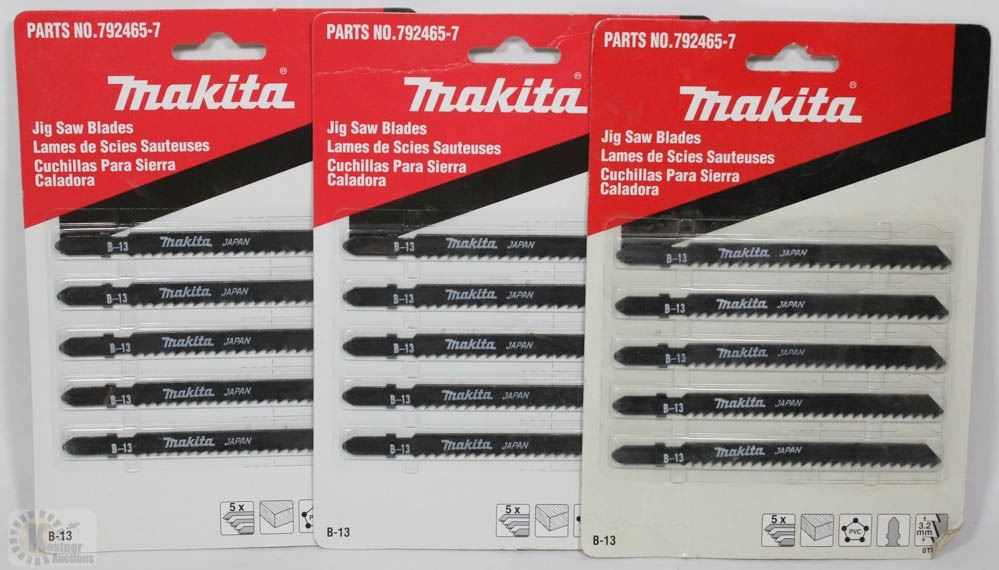 PARTS NO.792465-7
makita®
Jig Saw Blades
Lames de Scies Sauteuses
Cuchillas Para Sierra
Caladora
B-13 makita JAPAN
B-13 makita JAPAN
B-13 makita JAPAN
B-13 makita JAPAN
B-13 makita JAPAN
5 x
B-13
PARTS NO.792465-7
makita
Jig Saw Blades
Lames de Scies Sauteuses
Cuchillas Para Sierra
Caladora
B-13 makita JAPAN
B-13 makita JAPAN
B-13 makita JAPAN
B-13 makita JAPAN
B-13 makita JAPAN
5 x
B-13
PARTS NO.792465-7
makita®
Jig Saw Blades
Lames de Scies Sauteuses
Cuchillas Para Sierra
Caladora
B-13 makita JAPAN
B-13 makita JAPAN
B-13 makita JAPAN
B-13 makita JAPAN
B-13 makita JAPAN
5 x
PVC
3.2
mm
B-13
Kastner
Auctions